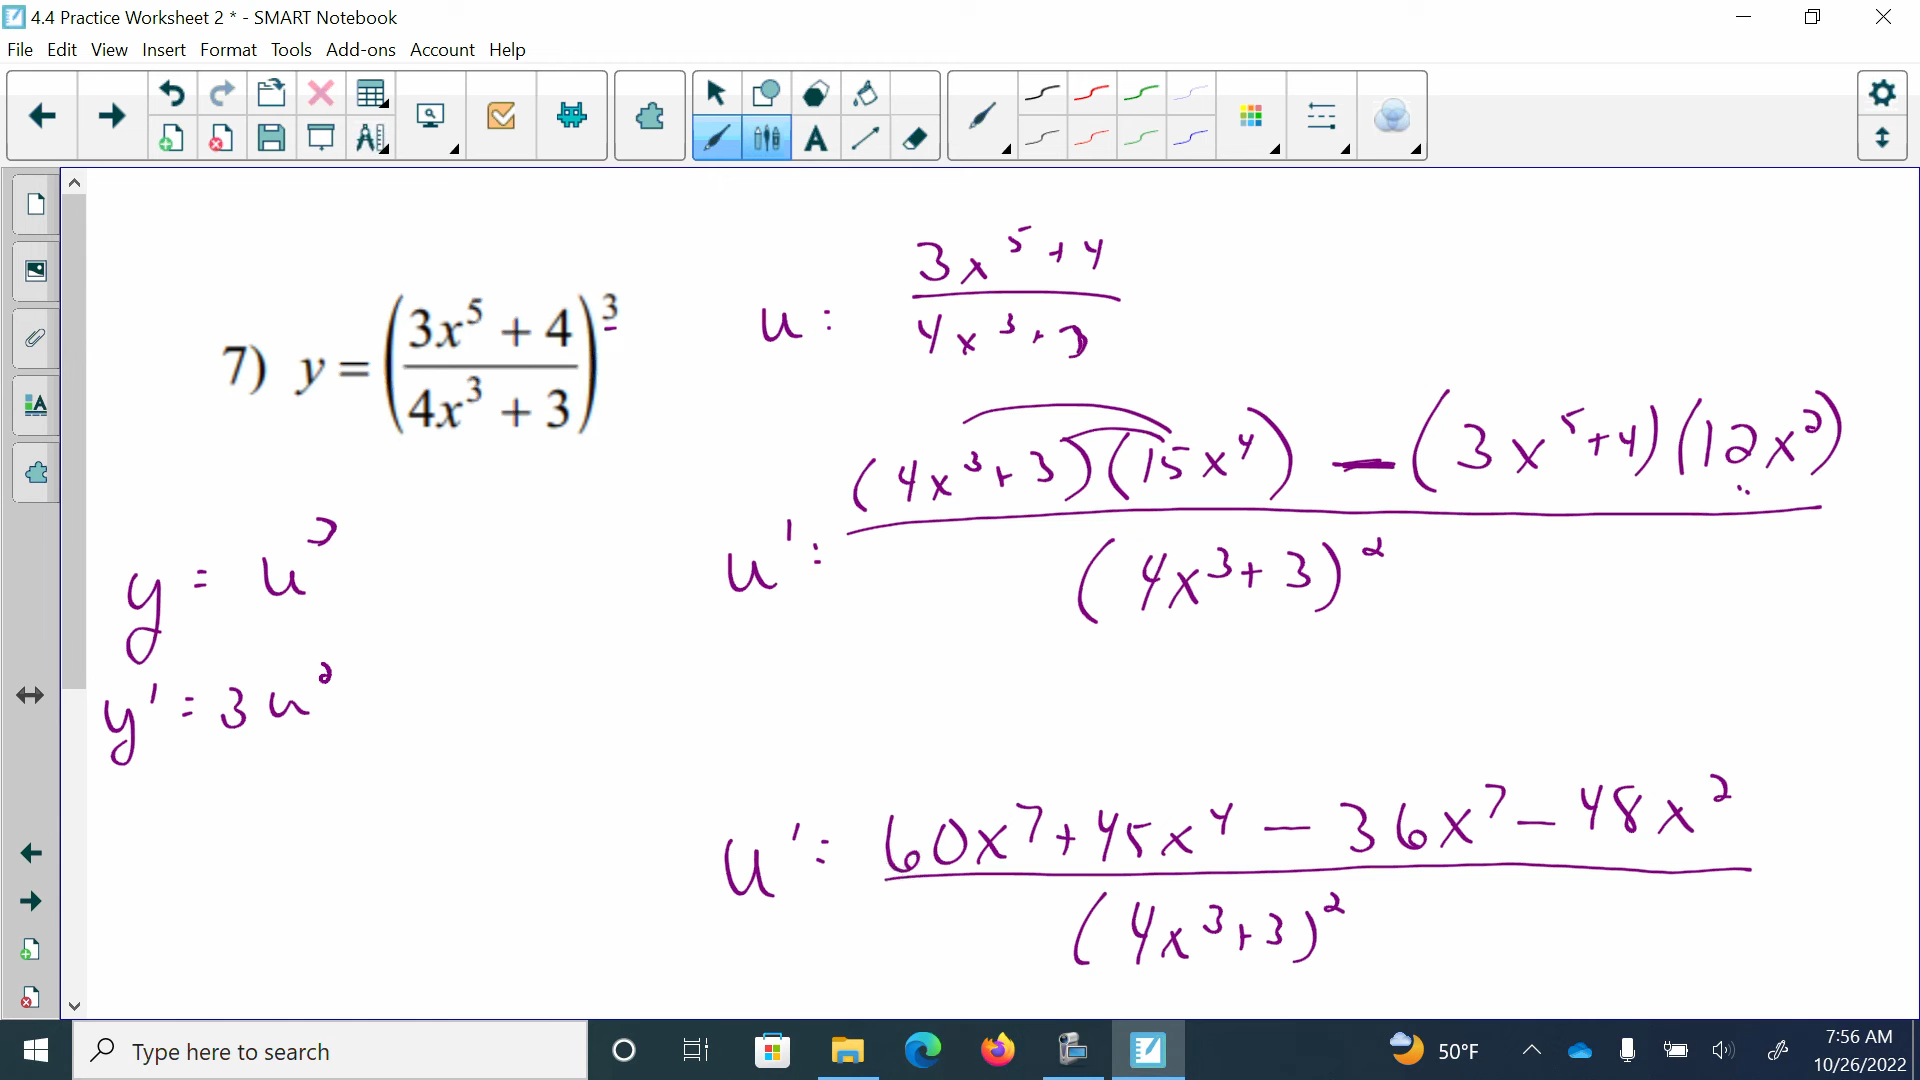 4.4 Practice Worksheet 2 * - SMART Notebook
File Edit View Insert Format Tools Add-ons Account Help
u : (3x^5 + 4)/(4x^3 + 3)
7) y = ((3x^5 + 4)/(4x^3 + 3))^3
u' : ((4x^3 + 3)(15x^4) - (3x^5 + 4)(12x^2))/(4x^3 + 3)^2
y = u^3
y' = 3u^2
u' : (60x^7 + 45x^4 - 36x^7 - 48x^2)/(4x^3 + 3)^2
Type here to search
50°F
7:56 AM
10/26/2022